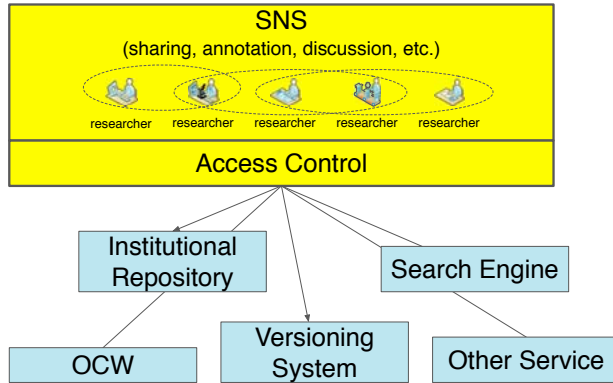 SNS
(sharing, annotation, discussion, etc.)
researcher researcher researcher researcher researcher
Access Control
Institutional
Repository
Search Engine
OCW
Versioning
System
Other Service